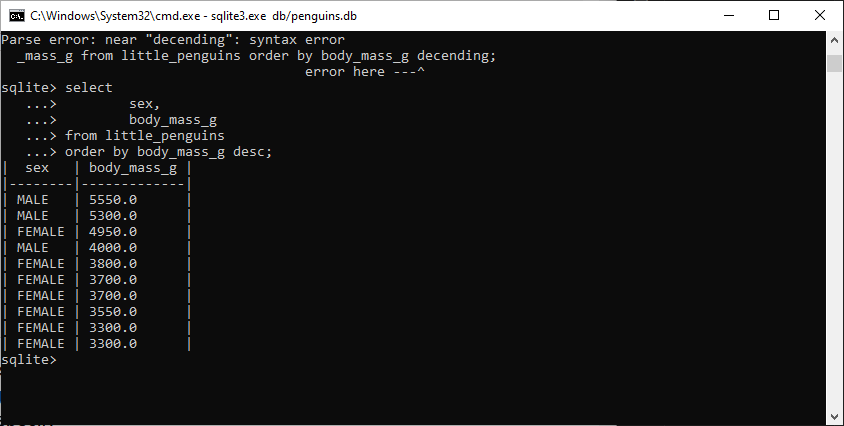 C:\Windows\System32\cmd.exe - sqlite3.exe db/penguins.db
Parse error: near "decending": syntax error
  _mass_g from little_penguins order by body_mass_g decending;
                                      error here ---^
sqlite> select
   ...>         sex,
   ...>         body_mass_g
   ...> from little_penguins
   ...> order by body_mass_g desc;
|  sex   | body_mass_g |
|--------|-------------|
| MALE   | 5550.0      |
| MALE   | 5300.0      |
| FEMALE | 4950.0      |
| MALE   | 4000.0      |
| FEMALE | 3800.0      |
| FEMALE | 3700.0      |
| FEMALE | 3700.0      |
| FEMALE | 3550.0      |
| FEMALE | 3300.0      |
| FEMALE | 3300.0      |
sqlite>